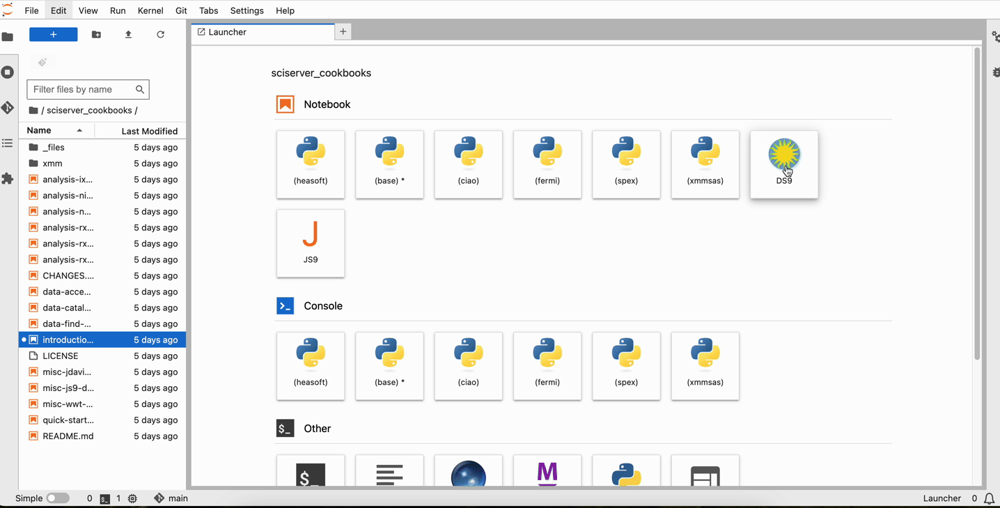 File Edit View Run Kernel Git Tabs Settings Help
+
Launcher
+
Filter files by name
/ sciserver_cookbooks /
Name Last Modified
_files 5 days ago
xmm 5 days ago
analysis-ix... 5 days ago
analysis-ni... 5 days ago
analysis-n... 5 days ago
analysis-rx... 5 days ago
analysis-rx... 5 days ago
analysis-rx... 5 days ago
CHANGES.... 5 days ago
data-acce... 5 days ago
data-catal... 5 days ago
data-find-... 5 days ago
introductio... 5 days ago
LICENSE 5 days ago
misc-jdavi... 5 days ago
misc-js9-d... 5 days ago
misc-wwt-... 5 days ago
quick-start... 5 days ago
README.md 5 days ago
sciserver_cookbooks
Notebook
(heasoft) (base) * (ciao) (fermi) (spex) (xmmsas) DS9
J
JS9
>_ Console
(heasoft) (base) * (ciao) (fermi) (spex) (xmmsas)
$_ Other
$_ M
Simple 0 $_ 1 main Launcher 0